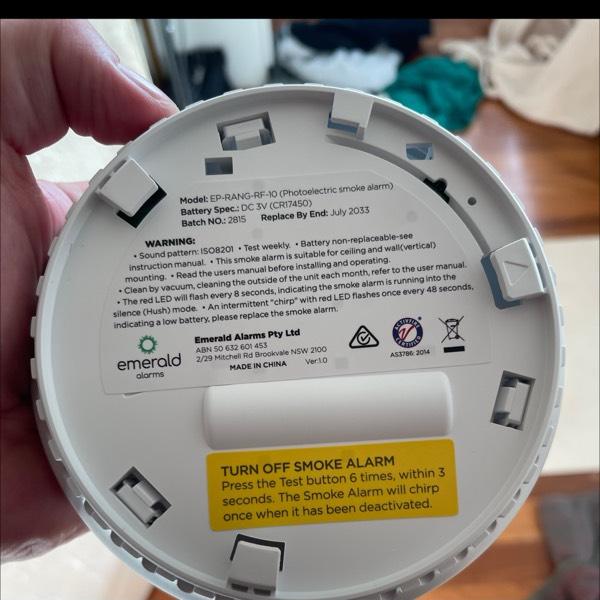 Model: EP-RANG-RF-10 (Photoelectric smoke alarm)
Battery Spec.: DC 3V (CR17450)
Batch NO.: 2815 Replace By End: July 2033
WARNING:
• Sound pattern: ISO8201 • Test weekly. • Battery non-replaceable-see
instruction manual. • This smoke alarm is suitable for ceiling and wall(vertical)
mounting. • Read the users manual before installing and operating.
• Clean by vacuum, cleaning the outside of the unit each month, refer to the user manual.
• The red LED will flash every 8 seconds, indicating the smoke alarm is running into the
silence (Hush) mode. • An intermittent "chirp" with red LED flashes once every 48 seconds,
indicating a low battery, please replace the smoke alarm.
emerald
alarms
Emerald Alarms Pty Ltd
ABN 50 632 601 453
2/29 Mitchell Rd Brookvale NSW 2100
MADE IN CHINA Ver:1.0
AS3786: 2014
TURN OFF SMOKE ALARM
Press the Test button 6 times, within 3
seconds. The Smoke Alarm will chirp
once when it has been deactivated.